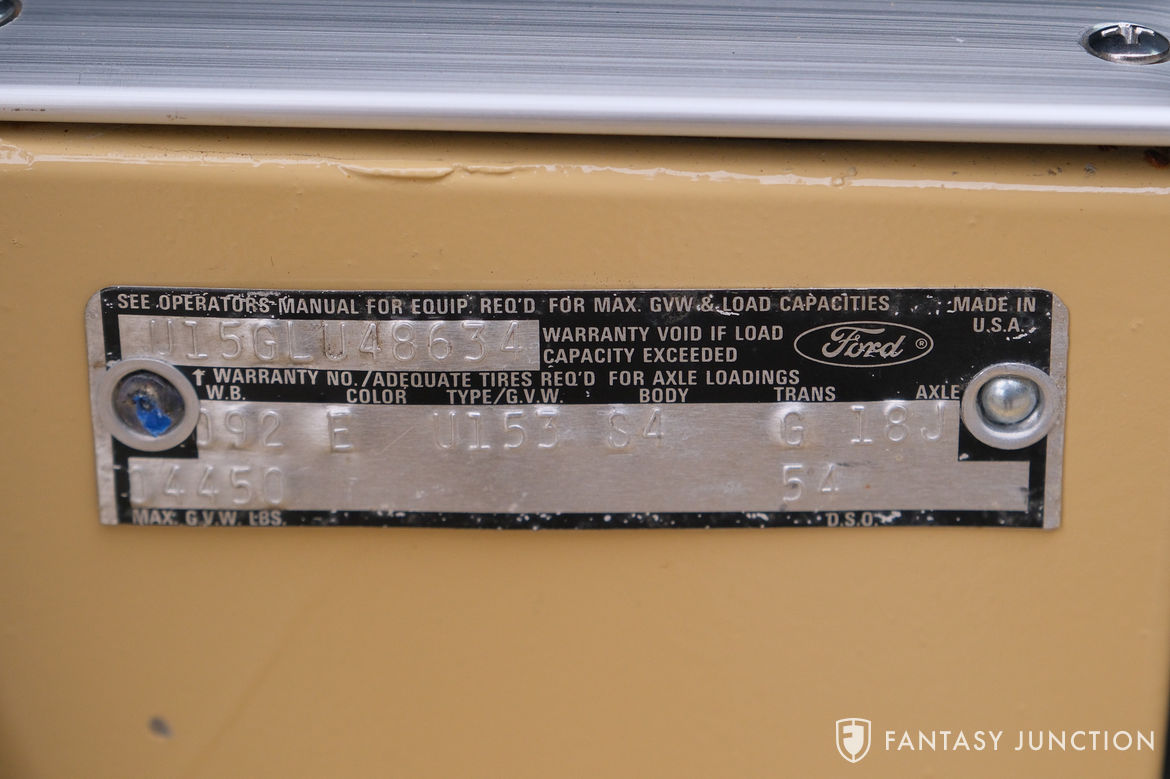 SEE OPERATORS MANUAL FOR EQUIP. REQ'D FOR MAX. GVW & LOAD CAPACITIES MADE IN U.S.A.
U15GLU48634
WARRANTY VOID IF LOAD
CAPACITY EXCEEDED
Ford ®
↑ WARRANTY NO./ADEQUATE TIRES REQ'D FOR AXLE LOADINGS
W.B. COLOR TYPE/G.V.W. BODY TRANS AXLE
092 E U153 S4 G 18J
4450 54
MAX. G.V.W. LBS. D.S.O.
FJ FANTASY JUNCTION